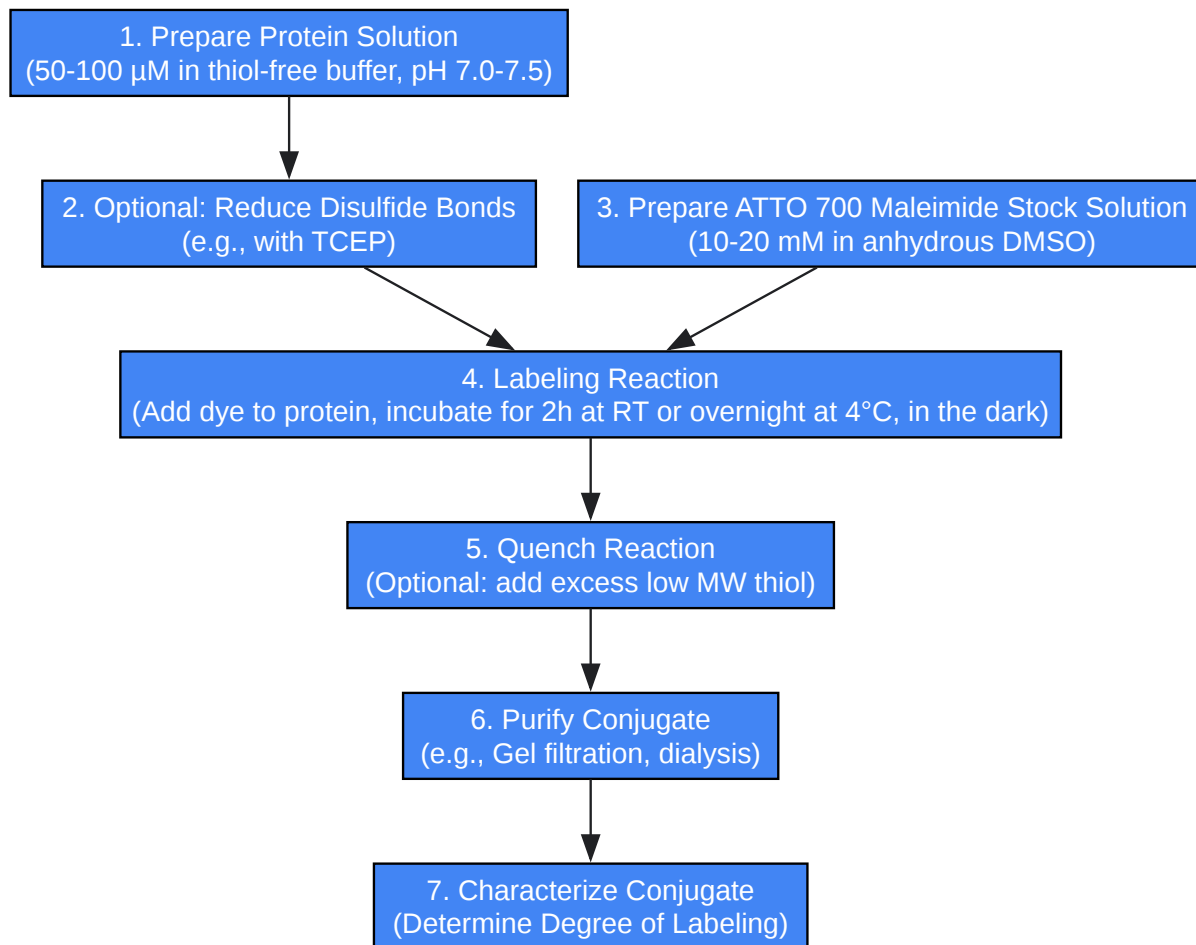 1. Prepare Protein Solution
(50-100 µM in thiol-free buffer, pH 7.0-7.5)
2. Optional: Reduce Disulfide Bonds
(e.g., with TCEP)
3. Prepare ATTO 700 Maleimide Stock Solution
(10-20 mM in anhydrous DMSO)
4. Labeling Reaction
(Add dye to protein, incubate for 2h at RT or overnight at 4°C, in the dark)
5. Quench Reaction
(Optional: add excess low MW thiol)
6. Purify Conjugate
(e.g., Gel filtration, dialysis)
7. Characterize Conjugate
(Determine Degree of Labeling)